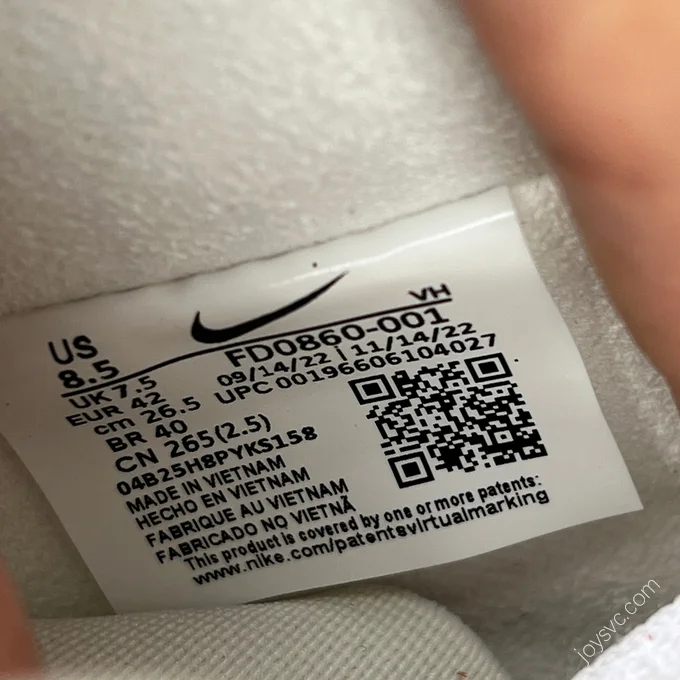 VH
US
8.5
FD0860-001
09/14/22 | 11/14/22
UPC 00196606104027
UK 7.5
EUR 42
cm 26.5
BR 40
CN 265(2.5)
04B25H8PYKS158
MADE IN VIETNAM
HECHO EN VIETNAM
FABRIQUE AU VIETNAM
FABRICADO NO VIETNÃ
This product is covered by one or more patents:
www.nike.com/patentsvirtualmarking
joysvc.com